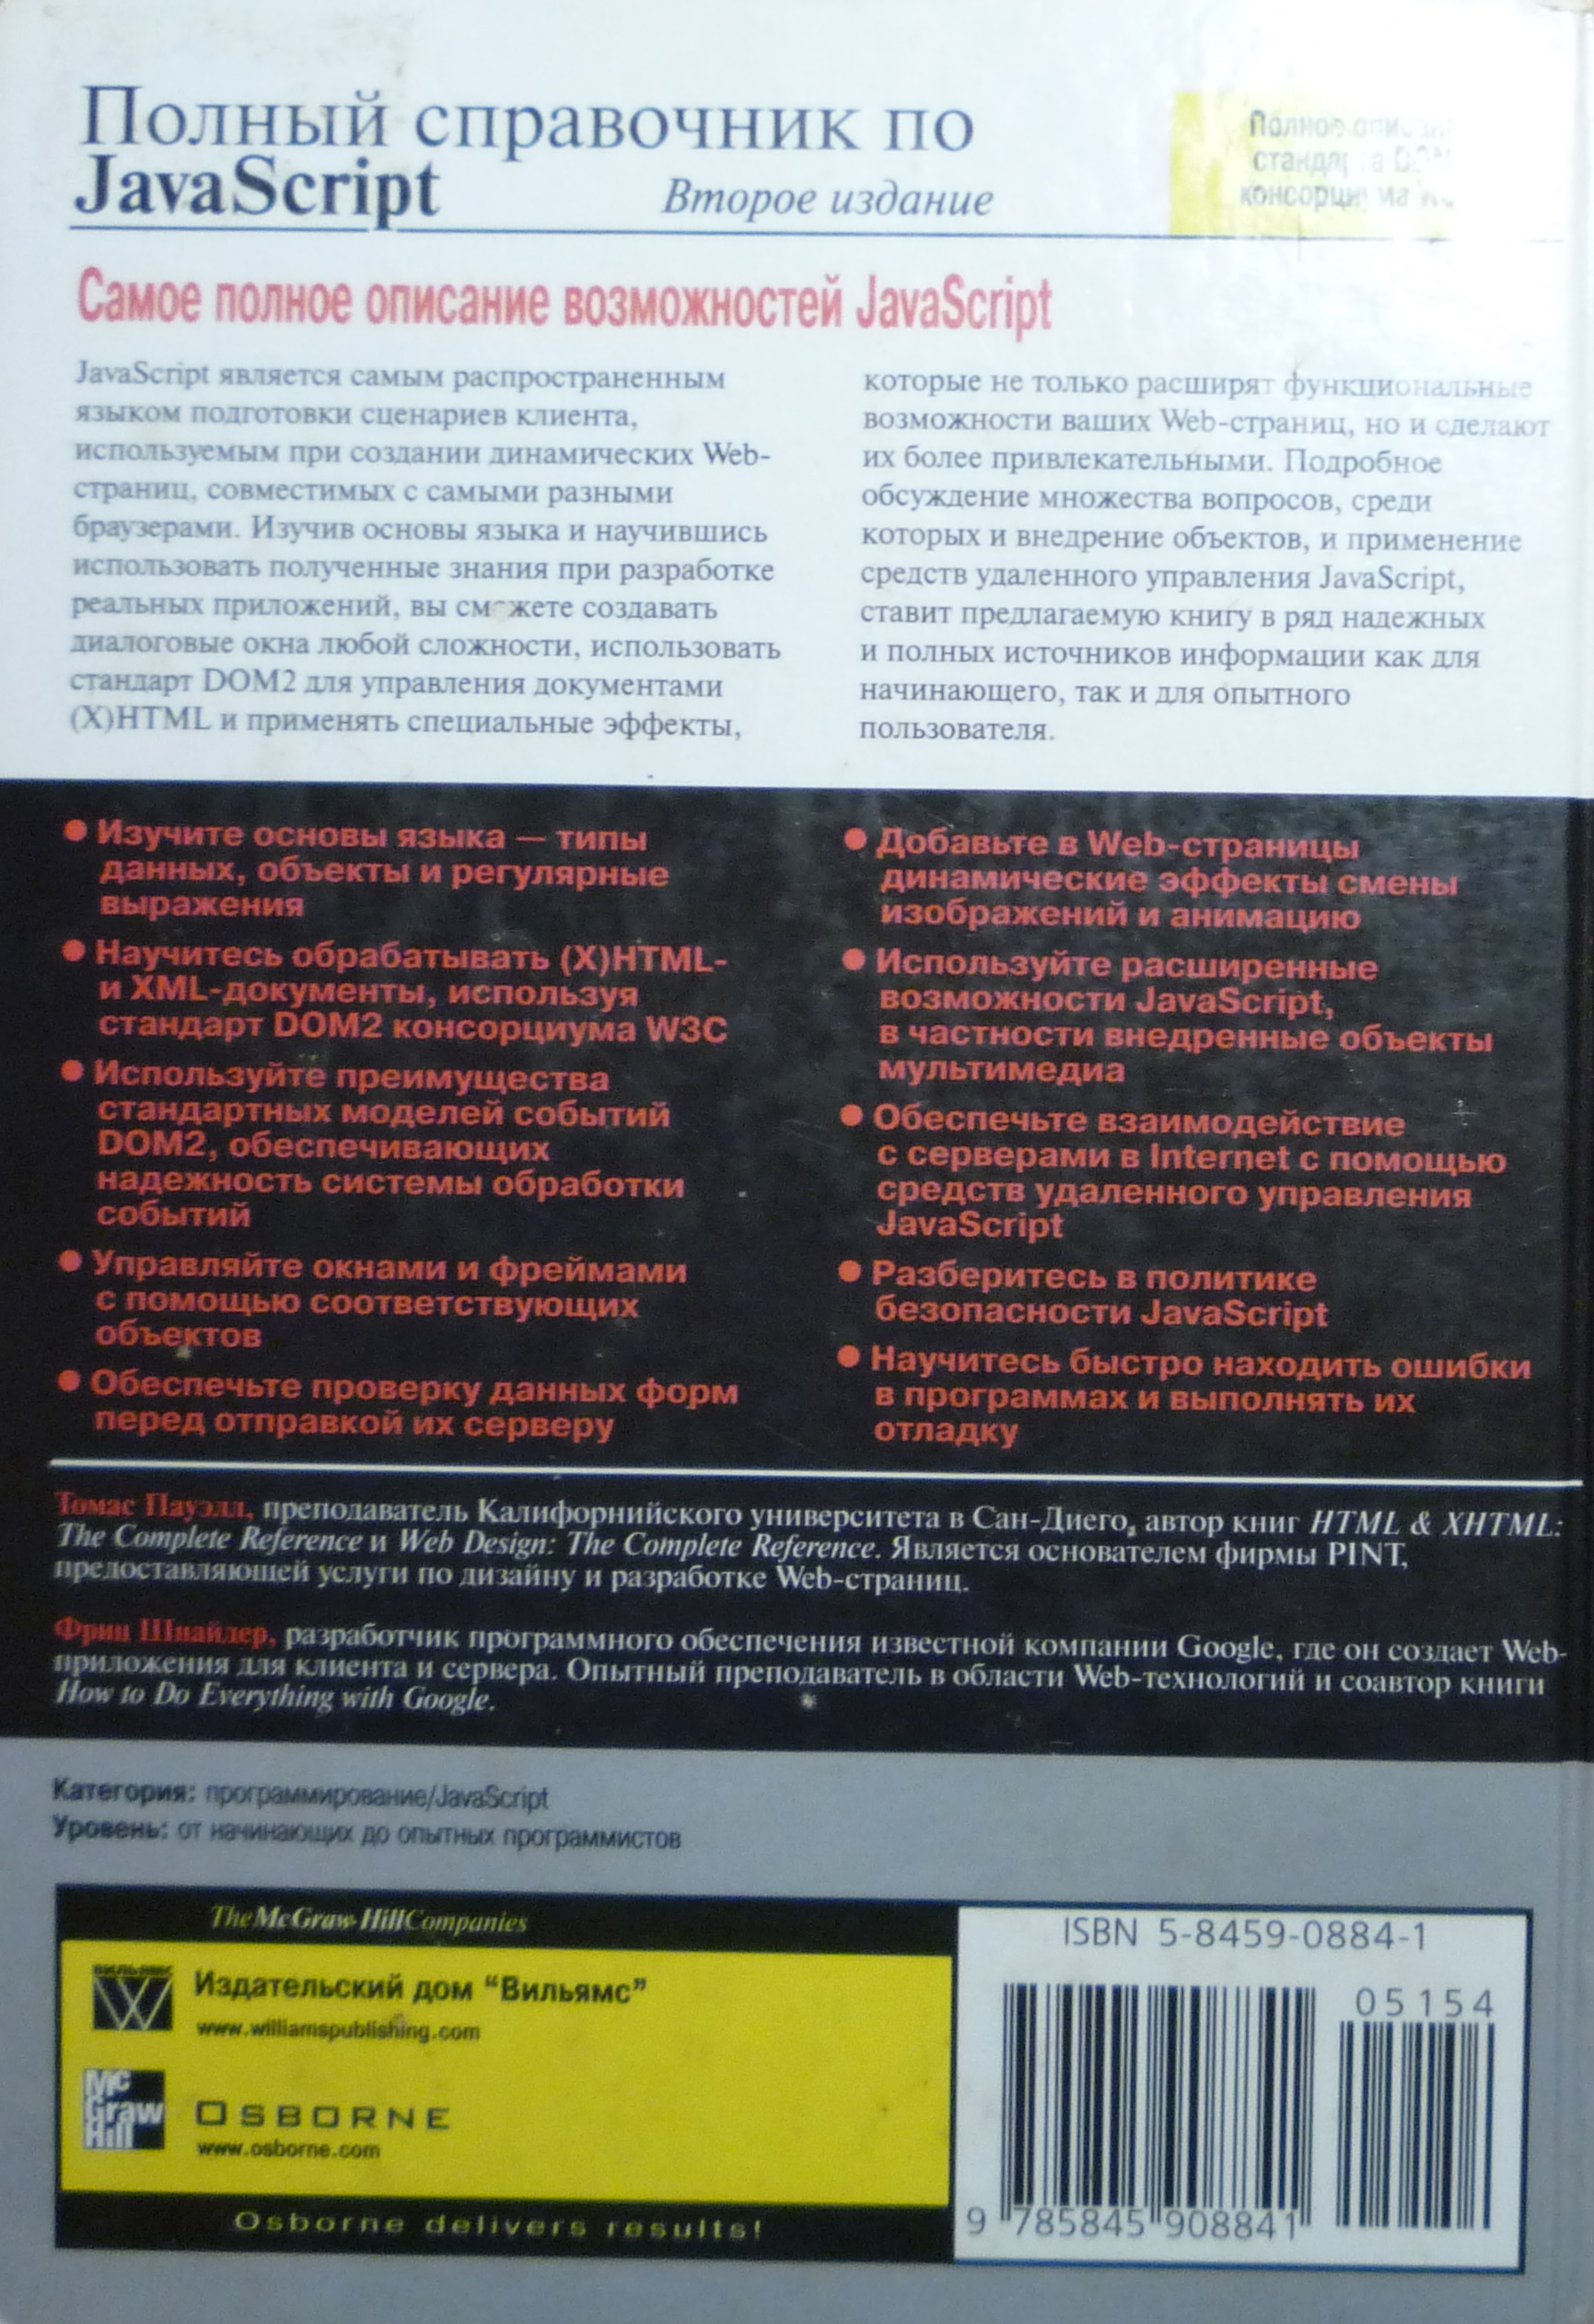 Полный справочник по
JavaScript
Второе издание
Полное
стандарта DOM
консорциума
Самое полное описание возможностей JavaScript
JavaScript является самым распространенным
языком подготовки сценариев клиента,
используемым при создании динамических Web-
страниц, совместимых с самыми разными
браузерами. Изучив основы языка и научившись
использовать полученные знания при разработке
реальных приложений, вы сможете создавать
диалоговые окна любой сложности, использовать
стандарт DOM2 для управления документами
(X)HTML и применять специальные эффекты,
которые не только расширят функциональные
возможности ваших Web-страниц, но и сделают
их более привлекательными. Подробное
обсуждение множества вопросов, среди
которых и внедрение объектов, и применение
средств удаленного управления JavaScript,
ставит предлагаемую книгу в ряд надежных
и полных источников информации как для
начинающего, так и для опытного
пользователя.
● Изучите основы языка — типы
данных, объекты и регулярные
выражения
● Научитесь обрабатывать (X)HTML-
и XML-документы, используя
стандарт DOM2 консорциума W3C
● Используйте преимущества
стандартных моделей событий
DOM2, обеспечивающих
надежность системы обработки
событий
● Управляйте окнами и фреймами
с помощью соответствующих
объектов
● Обеспечьте проверку данных форм
перед отправкой их серверу
● Добавьте в Web-страницы
динамические эффекты смены
изображений и анимацию
● Используйте расширенные
возможности JavaScript,
в частности внедренные объекты
мультимедиа
● Обеспечьте взаимодействие
с серверами в Internet с помощью
средств удаленного управления
JavaScript
● Разберитесь в политике
безопасности JavaScript
● Научитесь быстро находить ошибки
в программах и выполнять их
отладку
Томас Пауэлл, преподаватель Калифорнийского университета в Сан-Диего, автор книг HTML & XHTML:
The Complete Reference и Web Design: The Complete Reference. Является основателем фирмы PINT,
предоставляющей услуги по дизайну и разработке Web-страниц.
Фриц Шнайдер, разработчик программного обеспечения известной компании Google, где он создает Web-
приложения для клиента и сервера. Опытный преподаватель в области Web-технологий и соавтор книги
How to Do Everything with Google.
Категория: программирование/JavaScript
Уровень: от начинающих до опытных программистов
The McGraw-Hill Companies
ВИЛЬЯМС
Издательский дом “Вильямс”
www.williamspublishing.com
Mc
Graw
Hill
OSBORNE
www.osborne.com
Osborne delivers results!
ISBN 5-8459-0884-1
05154
9 785845 908841